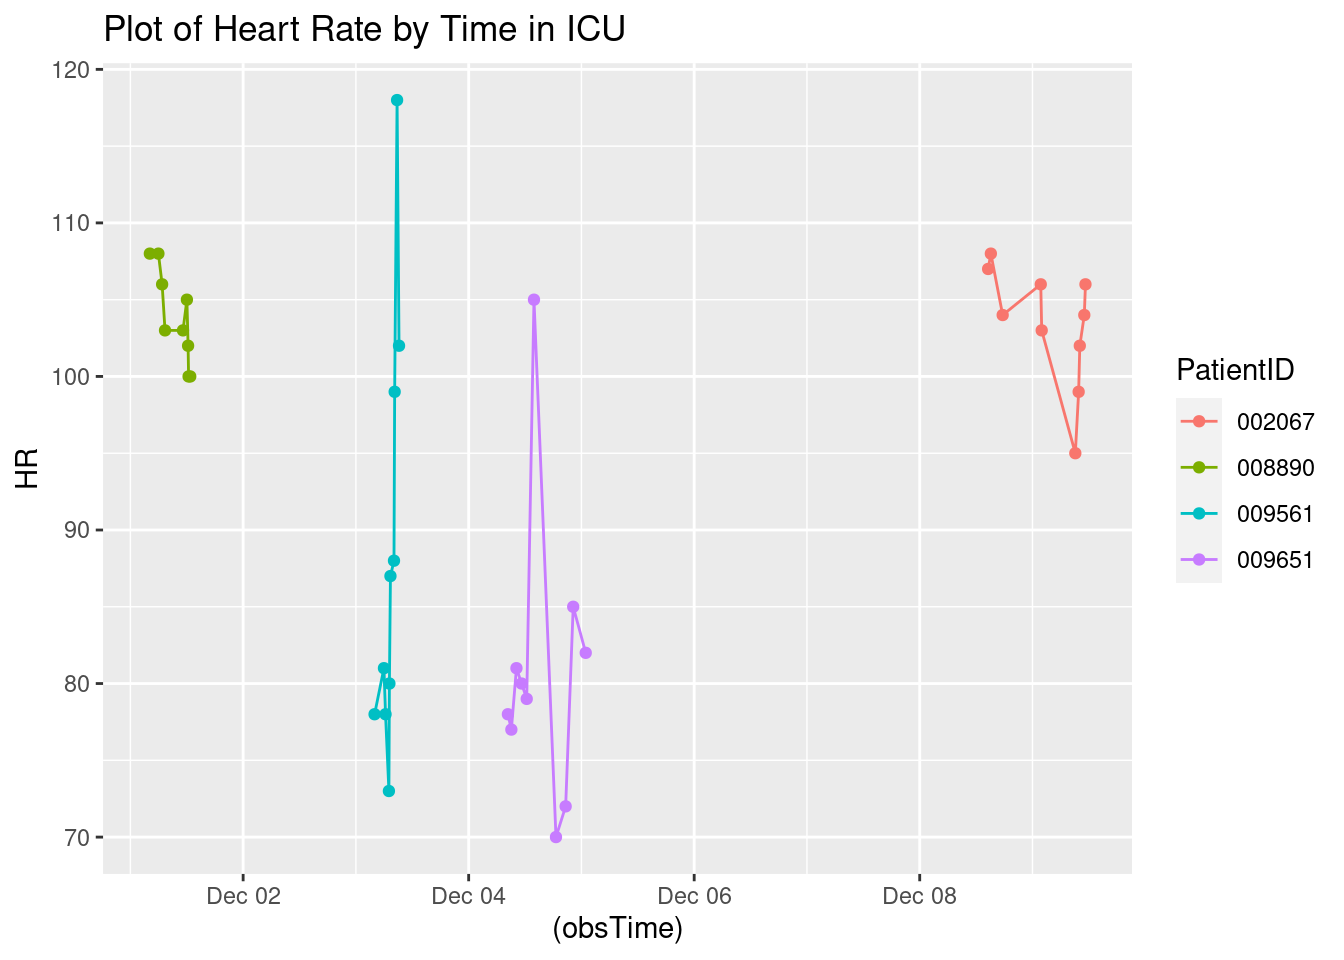 Plot of Heart Rate by Time in ICU
120
110
100
90
80
70
HR
Dec 02
Dec 04
Dec 06
Dec 08
(obsTime)
PatientID
002067
008890
009561
009651